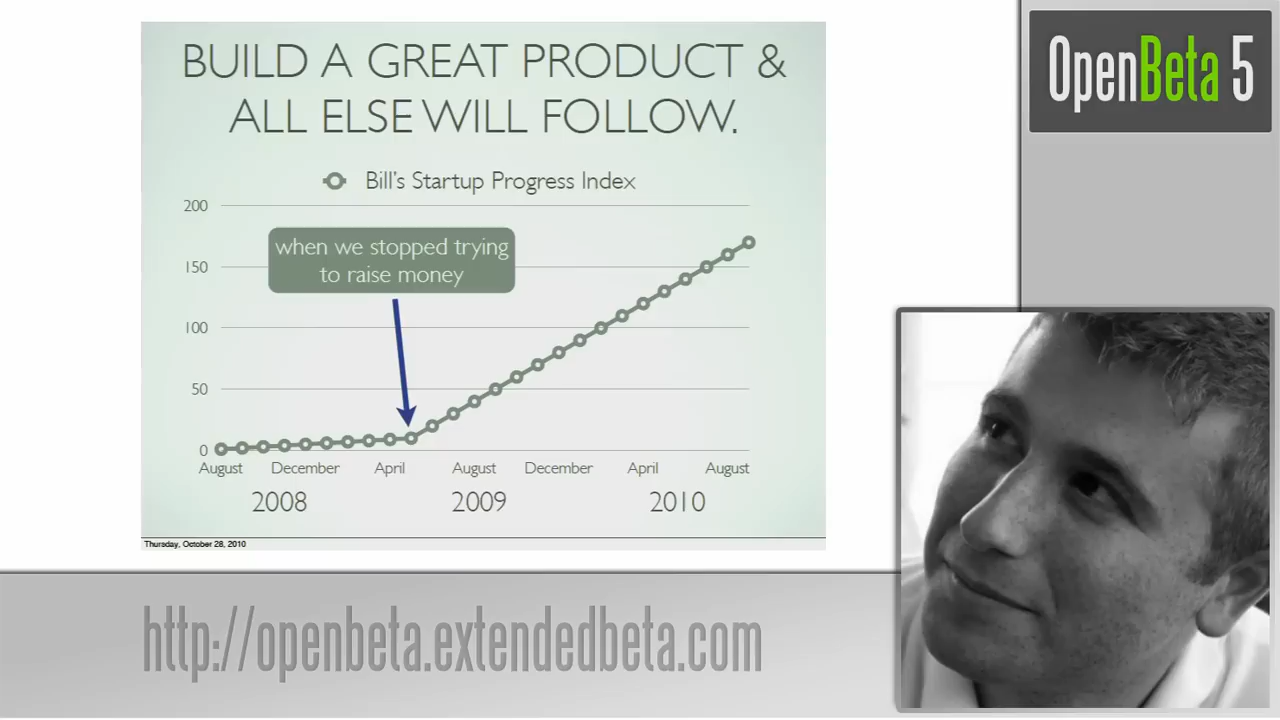 BUILD A GREAT PRODUCT &
ALL ELSE WILL FOLLOW.
Bill's Startup Progress Index
200
when we stopped trying
to raise money
150
100
50
0
August December April August December April August
2008 2009 2010
Thursday, October 28, 2010
OpenBeta 5
http://openbeta.extendedbeta.com